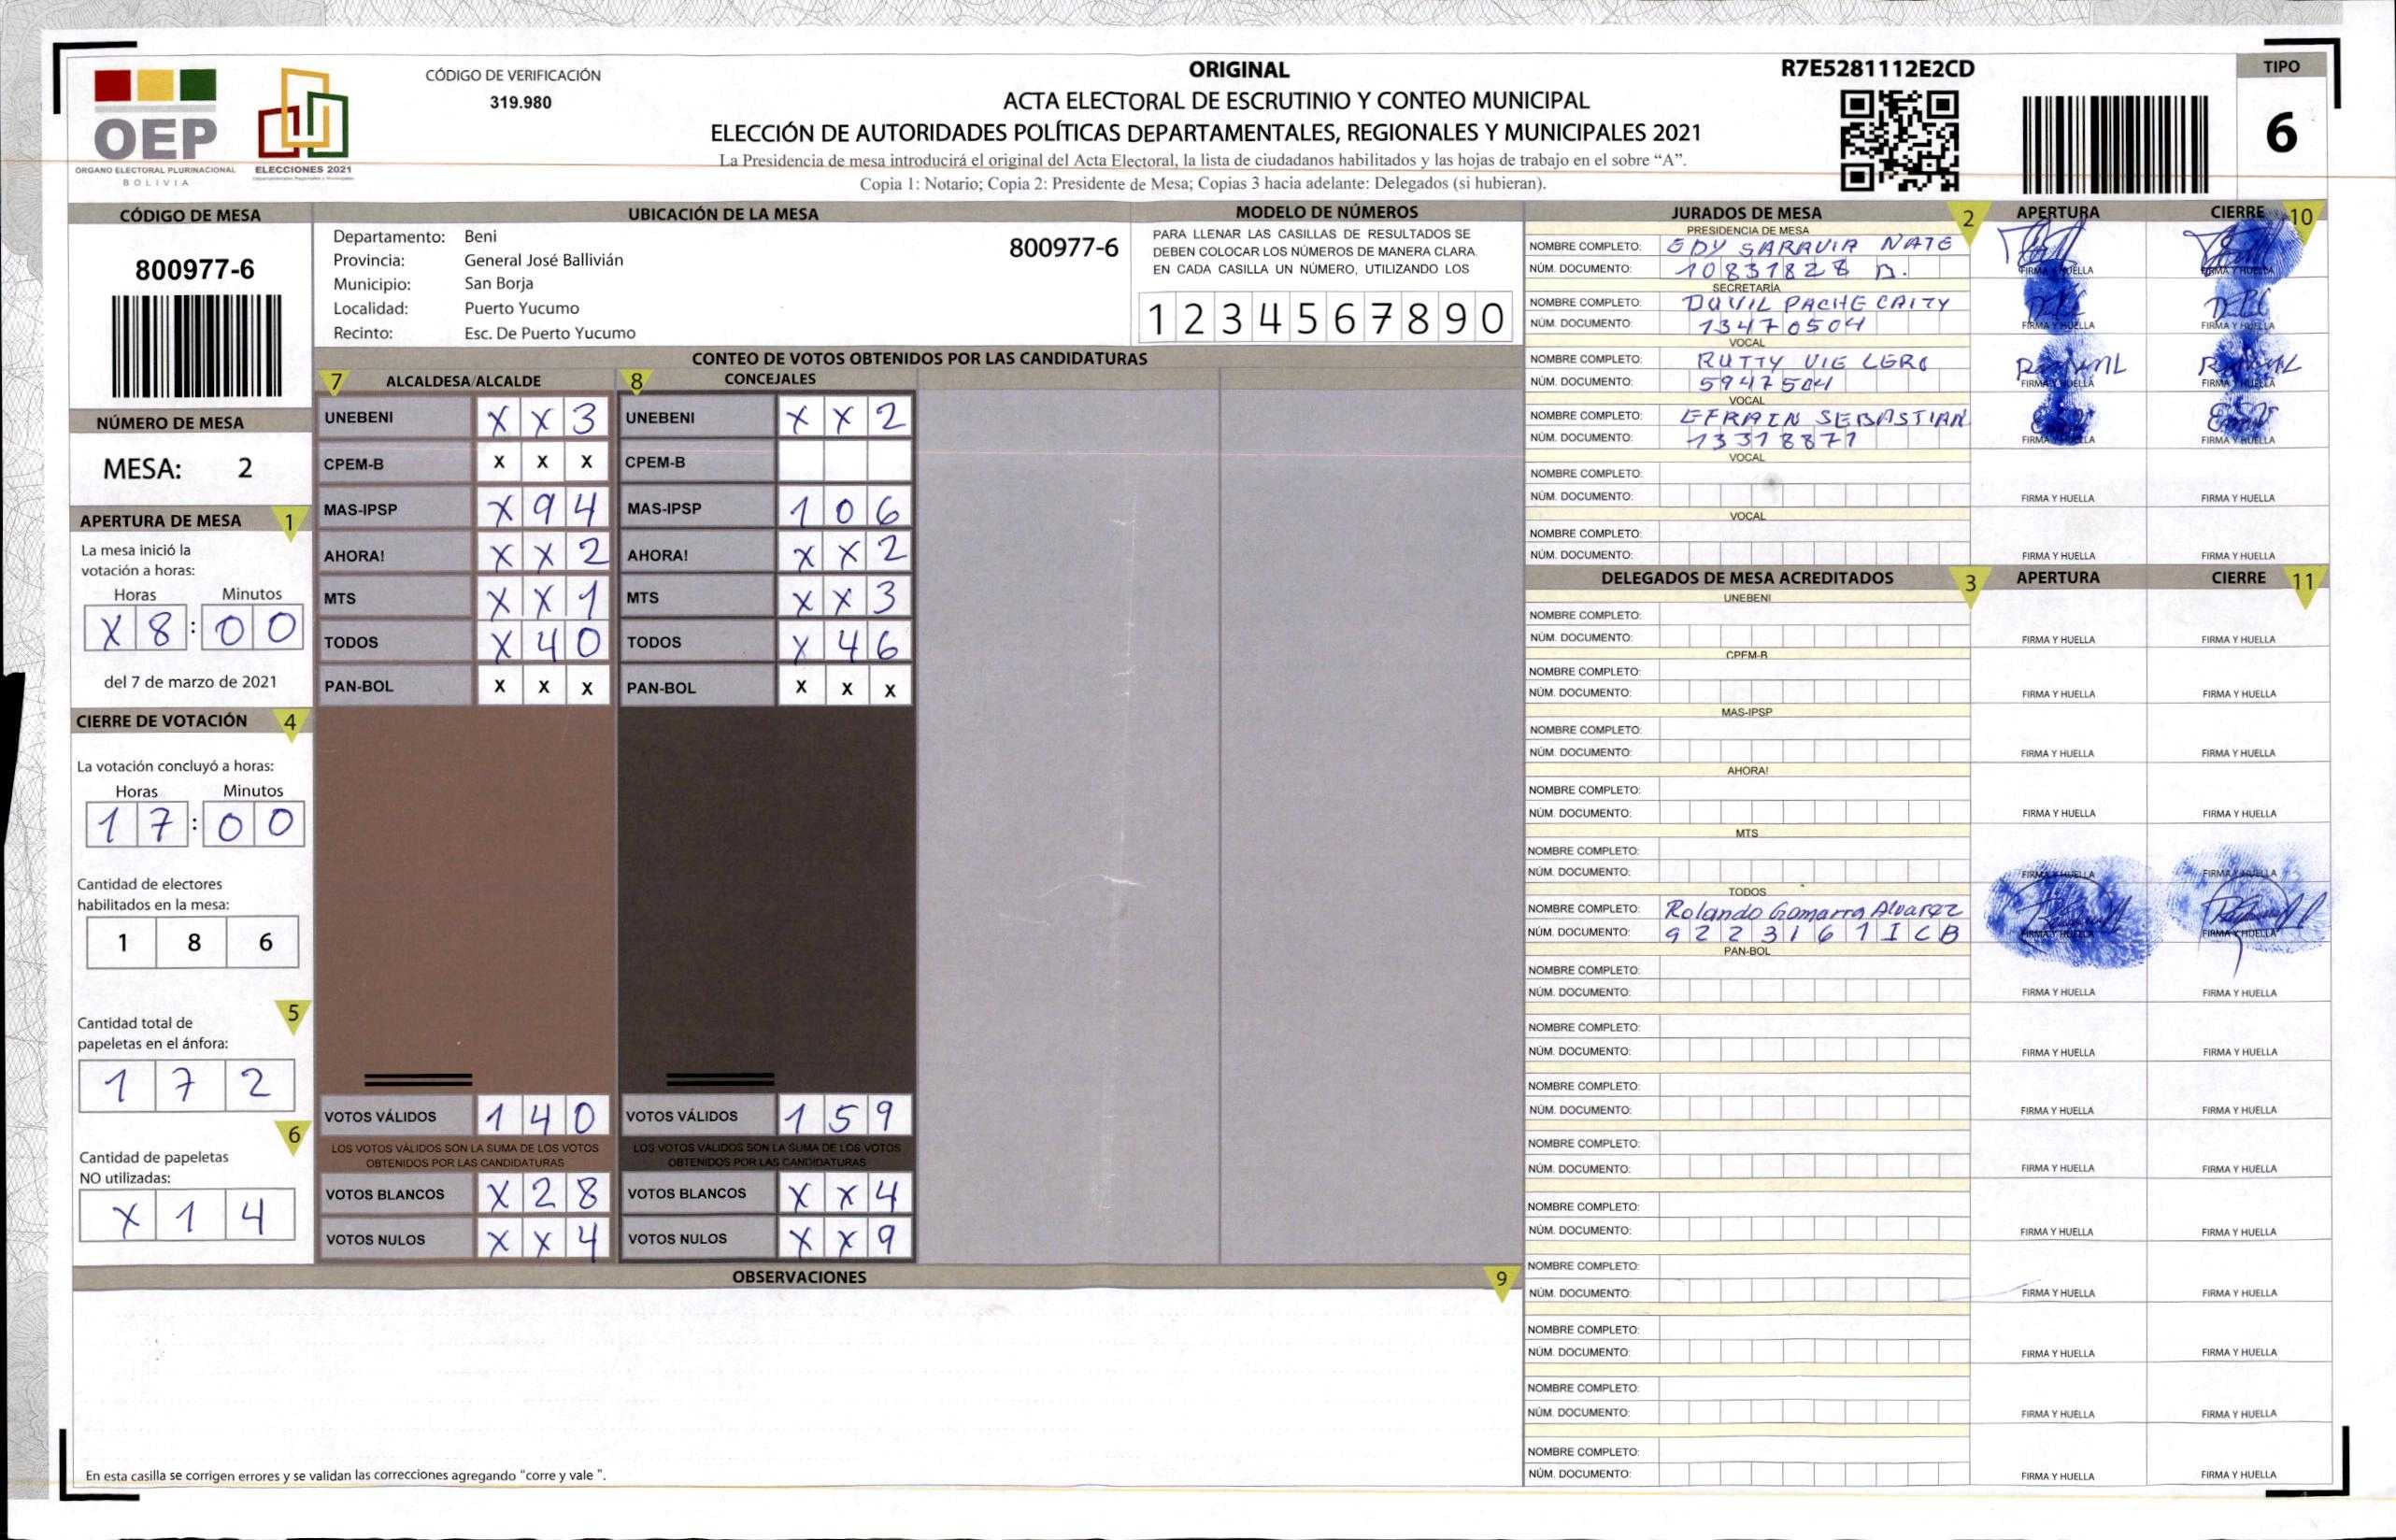 ORIGINAL
R7E5281112E2CD
TIPO
6
CÓDIGO DE VERIFICACIÓN
319.980
OEP
ÓRGANO ELECTORAL PLURINACIONAL
BOLIVIA
ELECCIONES 2021
ACTA ELECTORAL DE ESCRUTINIO Y CONTEO MUNICIPAL
ELECCIÓN DE AUTORIDADES POLÍTICAS DEPARTAMENTALES, REGIONALES Y MUNICIPALES 2021
La Presidencia de mesa introducirá el original del Acta Electoral, la lista de ciudadanos habilitados y las hojas de trabajo en el sobre “A”.
Copia 1: Notario; Copia 2: Presidente de Mesa; Copias 3 hacia adelante: Delegados (si hubieran).
CÓDIGO DE MESA
800977-6
NÚMERO DE MESA
MESA: 2
APERTURA DE MESA 1
La mesa inició la
votación a horas:
Horas Minutos
X 8 : 0 0
del 7 de marzo de 2021
CIERRE DE VOTACIÓN 4
La votación concluyó a horas:
Horas Minutos
1 7 : 0 0
Cantidad de electores
habilitados en la mesa:
1 8 6
5
Cantidad total de
papeletas en el ánfora:
1 7 2
6
Cantidad de papeletas
NO utilizadas:
X 1 4
UBICACIÓN DE LA MESA
Departamento: Beni
800977-6
Provincia: General José Ballivián
Municipio: San Borja
Localidad: Puerto Yucumo
Recinto: Esc. De Puerto Yucumo
MODELO DE NÚMEROS
PARA LLENAR LAS CASILLAS DE RESULTADOS SE
DEBEN COLOCAR LOS NÚMEROS DE MANERA CLARA.
EN CADA CASILLA UN NÚMERO, UTILIZANDO LOS
1 2 3 4 5 6 7 8 9 0
CONTEO DE VOTOS OBTENIDOS POR LAS CANDIDATURAS
7 ALCALDESA/ALCALDE
UNEBENI X X 3
CPEM-B X X X
MAS-IPSP X 9 4
AHORA! X X 2
MTS X X 1
TODOS X 4 0
PAN-BOL X X X
VOTOS VÁLIDOS 1 4 0
LOS VOTOS VÁLIDOS SON LA SUMA DE LOS VOTOS
OBTENIDOS POR LAS CANDIDATURAS
VOTOS BLANCOS X 2 8
VOTOS NULOS X X 4
8 CONCEJALES
UNEBENI X X 2
CPEM-B
MAS-IPSP 1 0 6
AHORA! X X 2
MTS X X 3
TODOS X 4 6
PAN-BOL X X X
VOTOS VÁLIDOS 1 5 9
LOS VOTOS VÁLIDOS SON LA SUMA DE LOS VOTOS
OBTENIDOS POR LAS CANDIDATURAS
VOTOS BLANCOS X X 4
VOTOS NULOS X X 9
OBSERVACIONES 9
En esta casilla se corrigen errores y se validan las correcciones agregando “corre y vale ”.
JURADOS DE MESA 2 APERTURA CIERRE 10
PRESIDENCIA DE MESA
NOMBRE COMPLETO: EDY SARAVIA NATE
NÚM. DOCUMENTO: 10831828 FIRMA Y HUELLA FIRMA Y HUELLA
SECRETARÍA
NOMBRE COMPLETO: PACHE
NÚM. DOCUMENTO: 13470504 FIRMA Y HUELLA FIRMA Y HUELLA
VOCAL
NOMBRE COMPLETO: RUTTY
NÚM. DOCUMENTO: 5947504 FIRMA Y HUELLA FIRMA Y HUELLA
VOCAL
NOMBRE COMPLETO: EFRAIN SEBASTIAN
NÚM. DOCUMENTO: 13318871 FIRMA Y HUELLA FIRMA Y HUELLA
VOCAL
NOMBRE COMPLETO:
NÚM. DOCUMENTO: FIRMA Y HUELLA FIRMA Y HUELLA
VOCAL
NOMBRE COMPLETO:
NÚM. DOCUMENTO: FIRMA Y HUELLA FIRMA Y HUELLA
DELEGADOS DE MESA ACREDITADOS 3 APERTURA CIERRE 11
UNEBENI
NOMBRE COMPLETO:
NÚM. DOCUMENTO: FIRMA Y HUELLA FIRMA Y HUELLA
CPEM-B
NOMBRE COMPLETO:
NÚM. DOCUMENTO: FIRMA Y HUELLA FIRMA Y HUELLA
MAS-IPSP
NOMBRE COMPLETO:
NÚM. DOCUMENTO: FIRMA Y HUELLA FIRMA Y HUELLA
AHORA!
NOMBRE COMPLETO:
NÚM. DOCUMENTO: FIRMA Y HUELLA FIRMA Y HUELLA
MTS
NOMBRE COMPLETO:
NÚM. DOCUMENTO: FIRMA Y HUELLA FIRMA Y HUELLA
TODOS
NOMBRE COMPLETO: Rolando Gamarra Alvarez
NÚM. DOCUMENTO: 9 2 2 3 1 6 1 I C B FIRMA Y HUELLA FIRMA Y HUELLA
PAN-BOL
NOMBRE COMPLETO:
NÚM. DOCUMENTO: FIRMA Y HUELLA FIRMA Y HUELLA
NOMBRE COMPLETO:
NÚM. DOCUMENTO: FIRMA Y HUELLA FIRMA Y HUELLA
NOMBRE COMPLETO:
NÚM. DOCUMENTO: FIRMA Y HUELLA FIRMA Y HUELLA
NOMBRE COMPLETO:
NÚM. DOCUMENTO: FIRMA Y HUELLA FIRMA Y HUELLA
NOMBRE COMPLETO:
NÚM. DOCUMENTO: FIRMA Y HUELLA FIRMA Y HUELLA
NOMBRE COMPLETO:
NÚM. DOCUMENTO: FIRMA Y HUELLA FIRMA Y HUELLA
NOMBRE COMPLETO:
NÚM. DOCUMENTO: FIRMA Y HUELLA FIRMA Y HUELLA
NOMBRE COMPLETO:
NÚM. DOCUMENTO: FIRMA Y HUELLA FIRMA Y HUELLA
NOMBRE COMPLETO:
NÚM. DOCUMENTO: FIRMA Y HUELLA FIRMA Y HUELLA